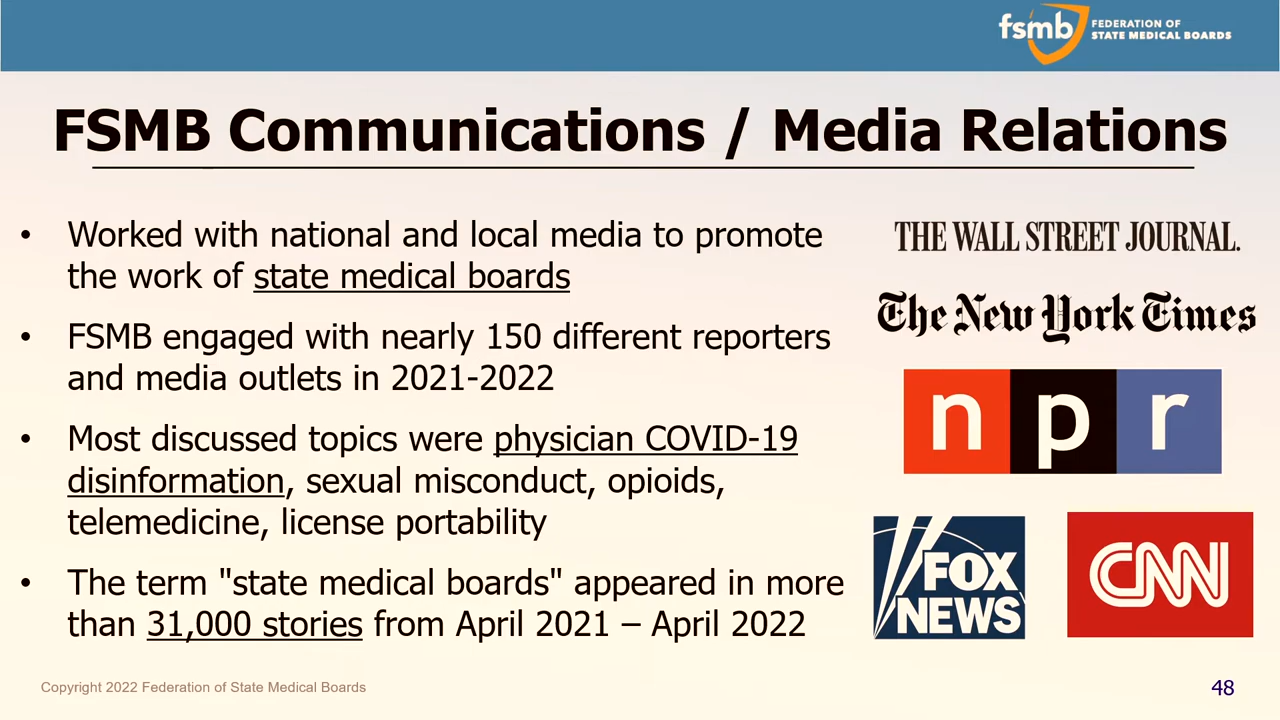 fsmb FEDERATION OF
STATE MEDICAL BOARDS
FSMB Communications / Media Relations
• Worked with national and local media to promote
the work of state medical boards
• FSMB engaged with nearly 150 different reporters
and media outlets in 2021-2022
• Most discussed topics were physician COVID-19
disinformation, sexual misconduct, opioids,
telemedicine, license portability
• The term "state medical boards" appeared in more
than 31,000 stories from April 2021 – April 2022
THE WALL STREET JOURNAL.
The New York Times
npr
FOX
NEWS
CNN
Copyright 2022 Federation of State Medical Boards
48